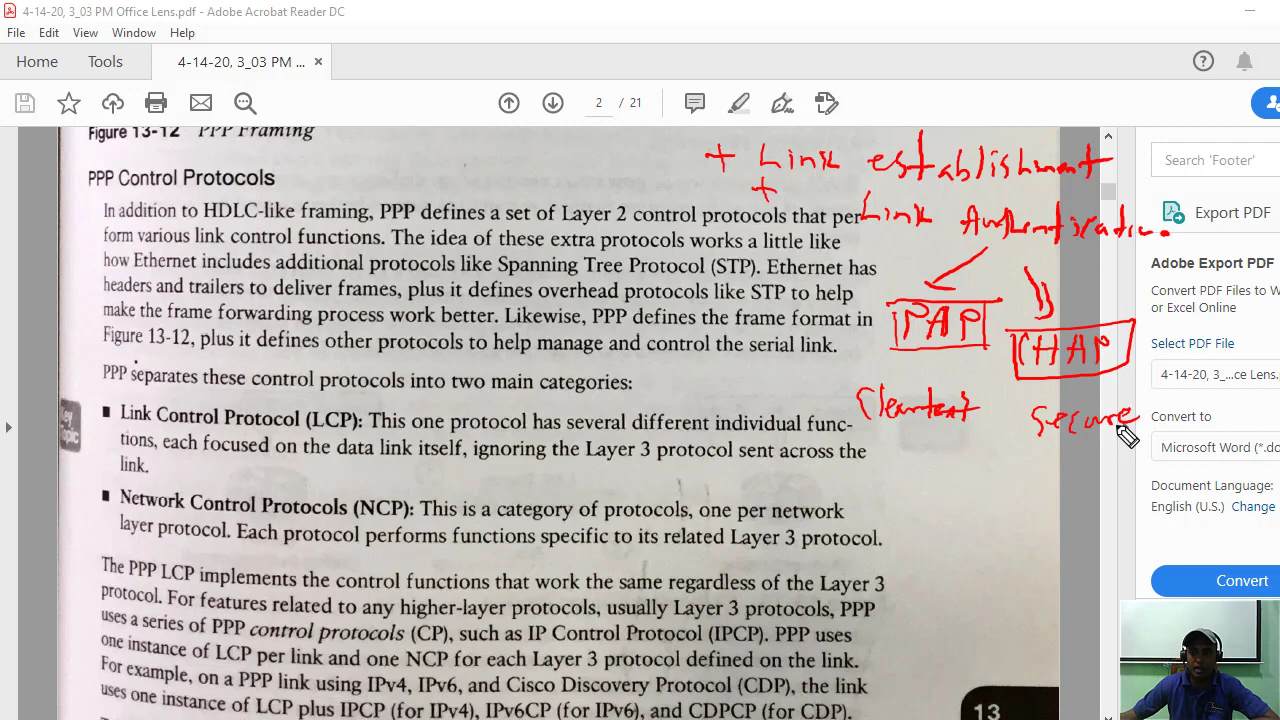 4-14-20, 3_03 PM Office Lens.pdf - Adobe Acrobat Reader DC
File Edit View Window Help
Home Tools 4-14-20, 3_03 PM ... ×
2 / 21
Figure 13-12 PPP Framing
PPP Control Protocols
In addition to HDLC-like framing, PPP defines a set of Layer 2 control protocols that per
form various link control functions. The idea of these extra protocols works a little like
how Ethernet includes additional protocols like Spanning Tree Protocol (STP). Ethernet has
headers and trailers to deliver frames, plus it defines overhead protocols like STP to help
make the frame forwarding process work better. Likewise, PPP defines the frame format in
Figure 13-12, plus it defines other protocols to help manage and control the serial link.
PPP separates these control protocols into two main categories:
■ Link Control Protocol (LCP): This one protocol has several different individual func-
tions, each focused on the data link itself, ignoring the Layer 3 protocol sent across the
link.
■ Network Control Protocols (NCP): This is a category of protocols, one per network
layer protocol. Each protocol performs functions specific to its related Layer 3 protocol.
The PPP LCP implements the control functions that work the same regardless of the Layer 3
protocol. For features related to any higher-layer protocols, usually Layer 3 protocols, PPP
uses a series of PPP control protocols (CP), such as IP Control Protocol (IPCP). PPP uses
one instance of LCP per link and one NCP for each Layer 3 protocol defined on the link.
For example, on a PPP link using IPv4, IPv6, and Cisco Discovery Protocol (CDP), the link
uses one instance of LCP plus IPCP (for IPv4), IPv6CP (for IPv6), and CDPCP (for CDP).
Key
Topic
13
+ Link establishment
+
Link Authentication.
PAP
CHAP
Cleartext
Secure
Search 'Footer'
Export PDF
Adobe Export PDF
Convert PDF Files to W
or Excel Online
Select PDF File
4-14-20, 3_...ce Lens.
Convert to
Microsoft Word (*.do
Document Language:
English (U.S.) Change
Convert